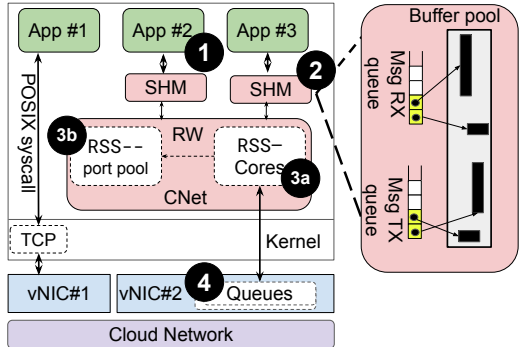 App #1
App #2
App #3
1
2
SHM
SHM
POSIX syscall
3b
RSS--
port pool
RW
RSS–
Cores
3a
CNet
TCP
Kernel
4
vNIC#1
vNIC#2
Queues
Cloud Network
Buffer pool
Msg RX
queue
Msg TX
queue